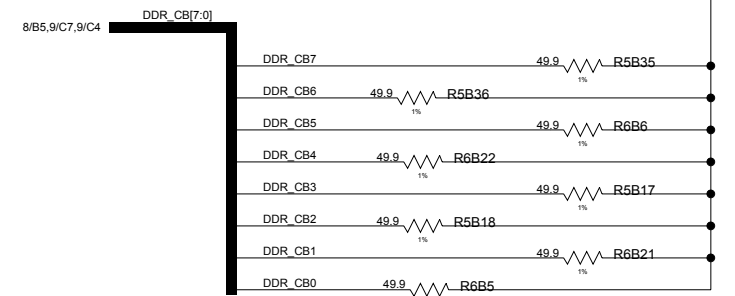 DDR_CB[7:0]
8/B5,9/C7,9/C4
DDR_CB7 49.9 R5B35
1%
DDR_CB6 49.9 R5B36
1%
DDR_CB5 49.9 R6B6
1%
DDR_CB4 49.9 R6B22
1%
DDR_CB3 49.9 R5B17
1%
DDR_CB2 49.9 R5B18
1%
DDR_CB1 49.9 R6B21
1%
DDR_CB0 49.9 R6B5